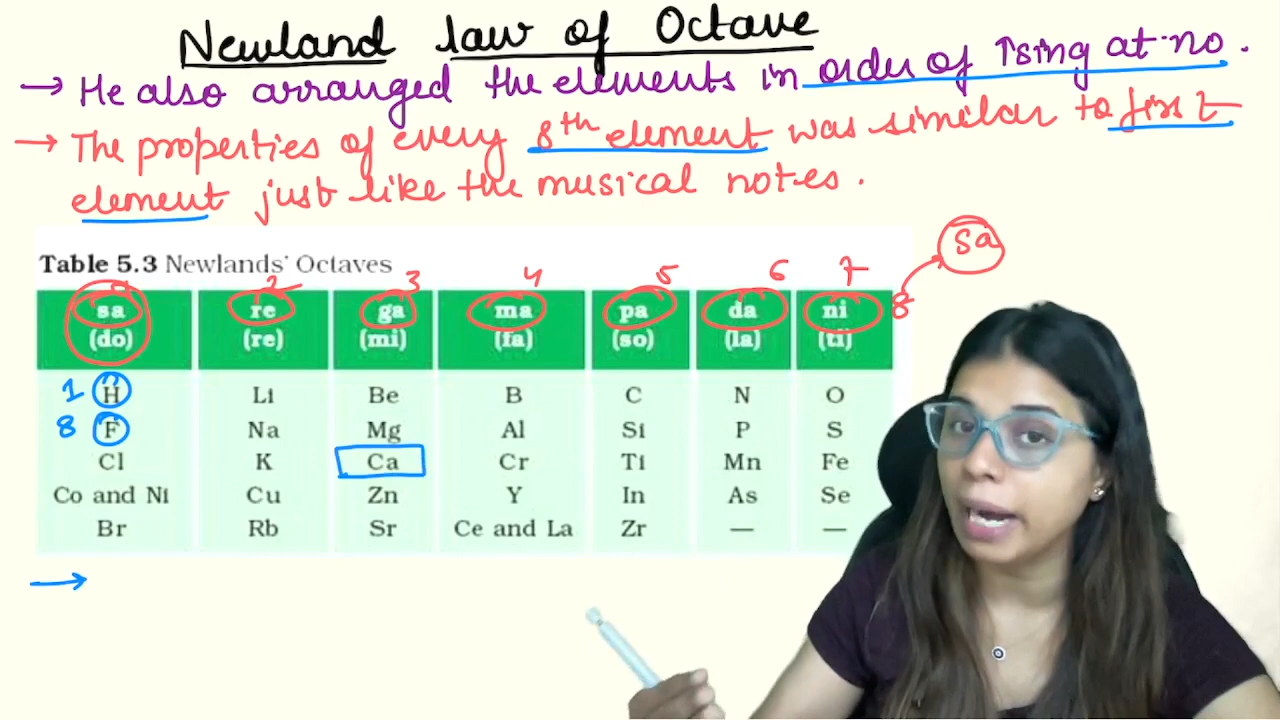 Newland law of Octave
→ He also arranged the elements in order of rsing at no.
→ The properties of every 8th element was similar to first
element just like the musical notes.
Sa
Table 5.3 Newlands' Octaves
1 2 3 4 5 6 7
sa re ga ma pa da ni 8
(do) (re) (mi) (fa) (so) (la) (ti)
1 H Li Be B C N O
8 F Na Mg Al Si P S
Cl K Ca Cr Ti Mn Fe
Co and Ni Cu Zn Y In As Se
Br Rb Sr Ce and La Zr — —
→